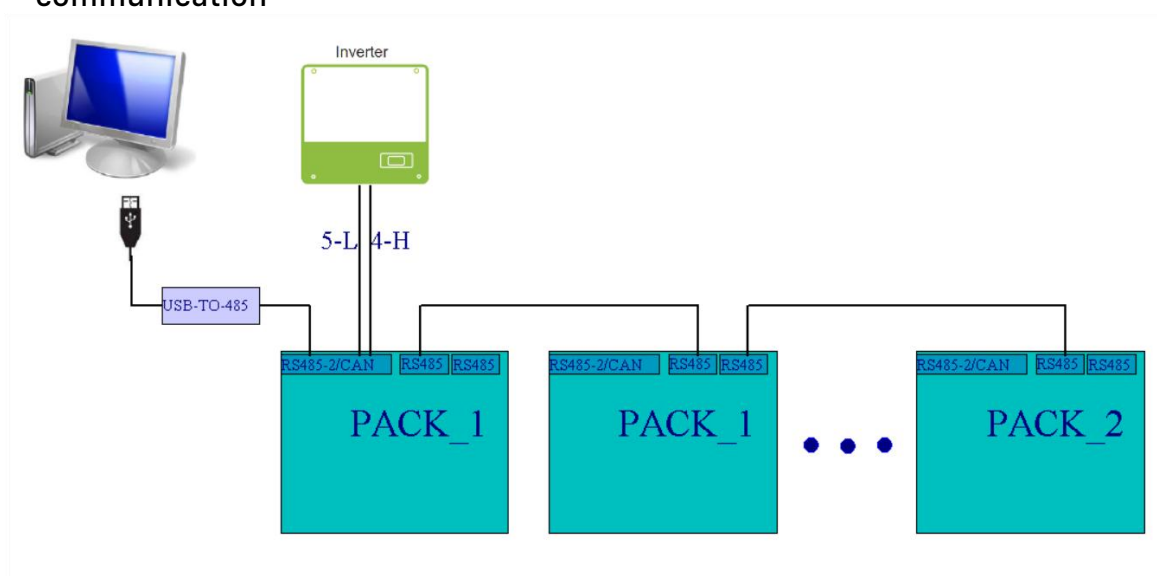 communication
Inverter
5-L 4-H
USB-TO-485
RS485-2/CAN RS485 RS485
PACK_1
RS485-2/CAN RS485 RS485
PACK_1
RS485-2/CAN RS485 RS485
PACK_2